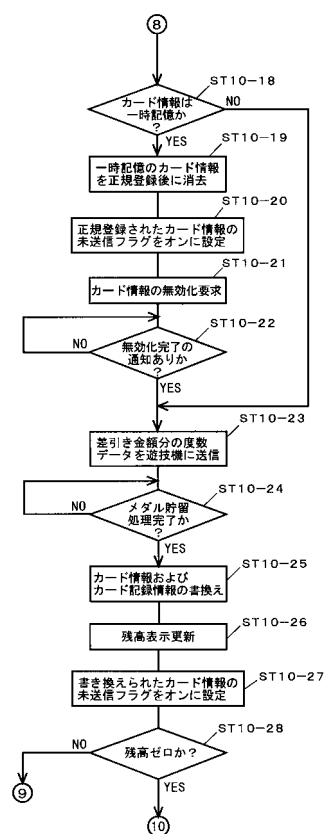 ⑧
ST10-18
カード情報は
一時記憶か
?
NO
YES
ST10-19
一時記憶のカード情報
を正規登録後に消去
ST10-20
正規登録されたカード情報の
未送信フラグをオンに設定
ST10-21
カード情報の無効化要求
ST10-22
NO
無効化完了の
通知ありか
?
YES
ST10-23
差引き金額分の度数
データを遊技機に送信
ST10-24
NO
メダル貯留
処理完了か
?
YES
ST10-25
カード情報および
カード記録情報の書換え
ST10-26
残高表示更新
ST10-27
書き換えられたカード情報の
未送信フラグをオンに設定
ST10-28
NO
残高ゼロか?
YES
⑨
⑩